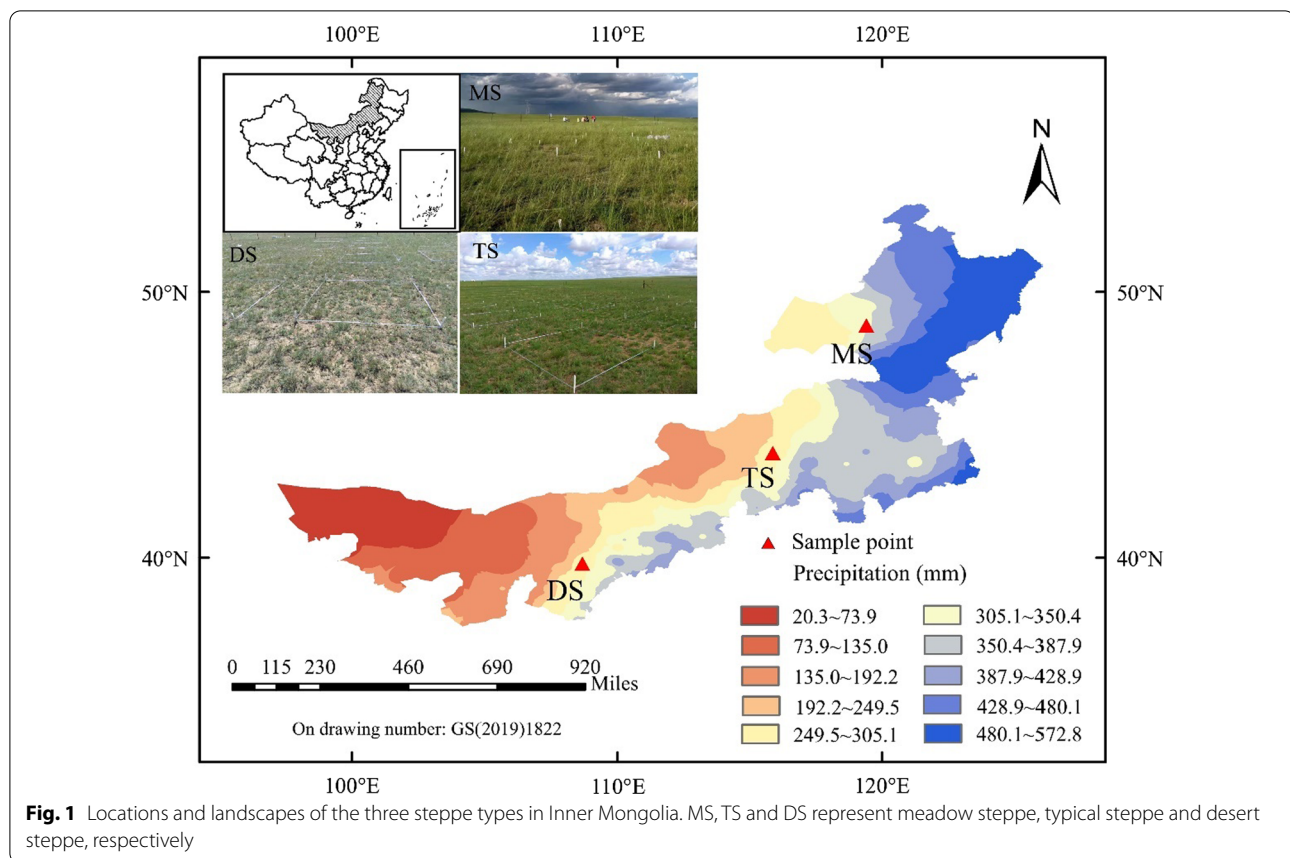 100°E 110°E 120°E
MS
N
DS
TS
50°N 50°N
MS
TS
40°N 40°N
DS
Sample point
Precipitation (mm)
20.3~73.9
73.9~135.0
135.0~192.2
192.2~249.5
249.5~305.1
305.1~350.4
350.4~387.9
387.9~428.9
428.9~480.1
480.1~572.8
0 115 230 460 690 920
Miles
On drawing number: GS(2019)1822
100°E 110°E 120°E
Fig. 1 Locations and landscapes of the three steppe types in Inner Mongolia. MS, TS and DS represent meadow steppe, typical steppe and desert
steppe, respectively